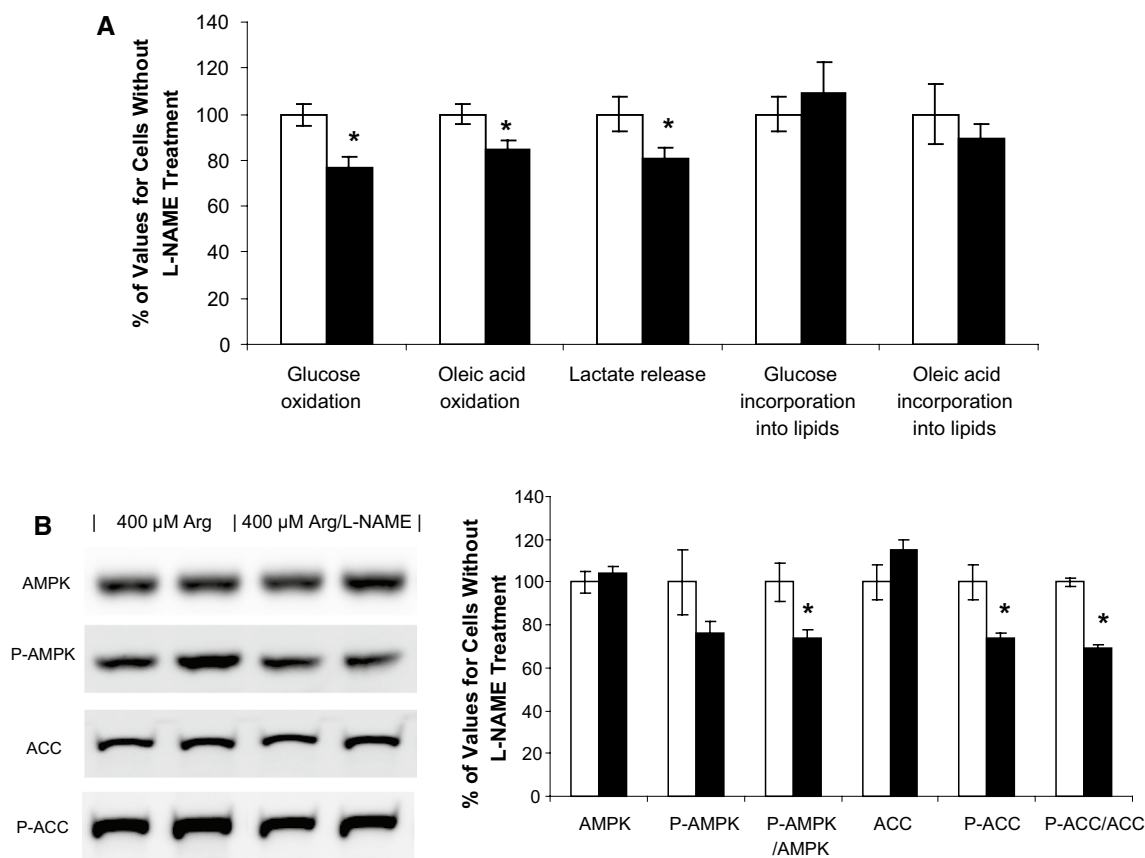 A
% of Values for Cells Without
L-NAME Treatment
140
120
100
80
60
40
20
0
*
*
*
Glucose
oxidation
Oleic acid
oxidation
Lactate release
Glucose
incorporation
into lipids
Oleic acid
incorporation
into lipids
B
| 400 µM Arg | 400 µM Arg/L-NAME |
AMPK
P-AMPK
ACC
P-ACC
% of Values for Cells Without
L-NAME Treatment
140
120
100
80
60
40
20
0
*
*
*
AMPK
P-AMPK
P-AMPK
/AMPK
ACC
P-ACC
P-ACC/ACC